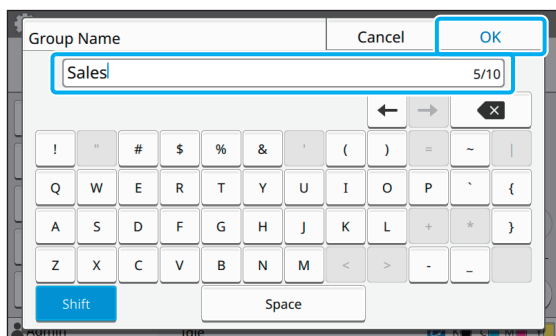 Group Name Cancel OK
Sales 5/10
← →
! " # $ % & ' ( ) = ~ |
Q W E R T Y U I O P ` {
A S D F G H J K L + * }
Z X C V B N M < > - _
Shift Space
Admin Idle